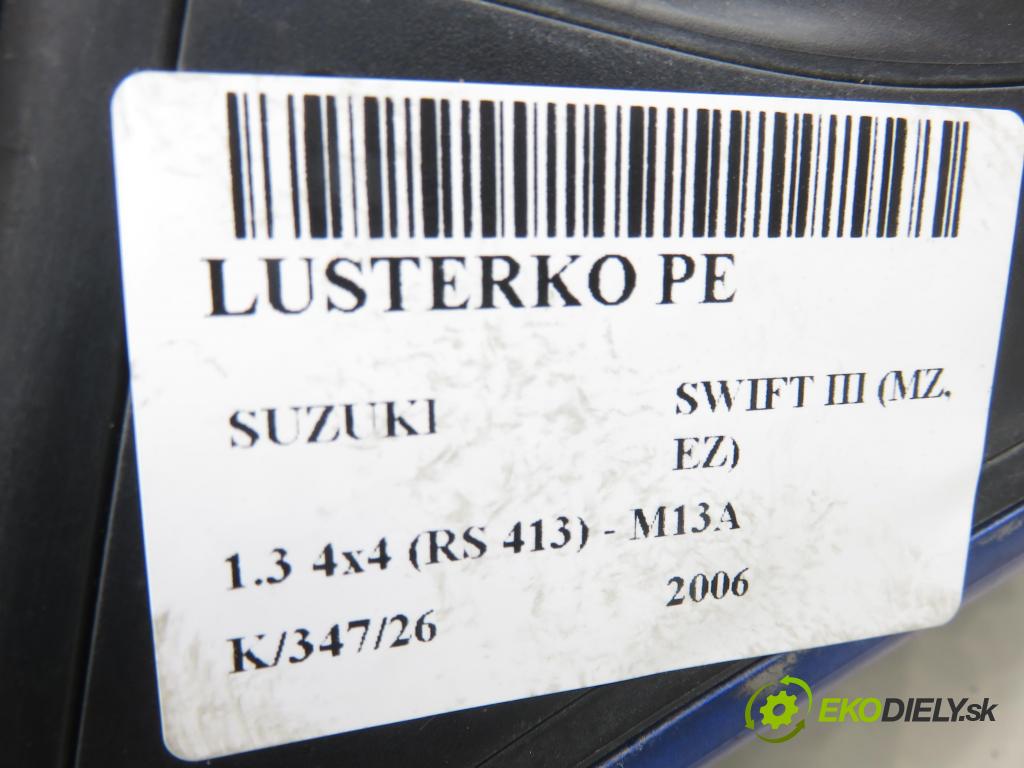 LUSTERKO PE
SUZUKI
SWIFT III (MZ,
EZ)
1.3 4x4 (RS 413) - M13A
K/347/26
2006
EKODIELY.sk